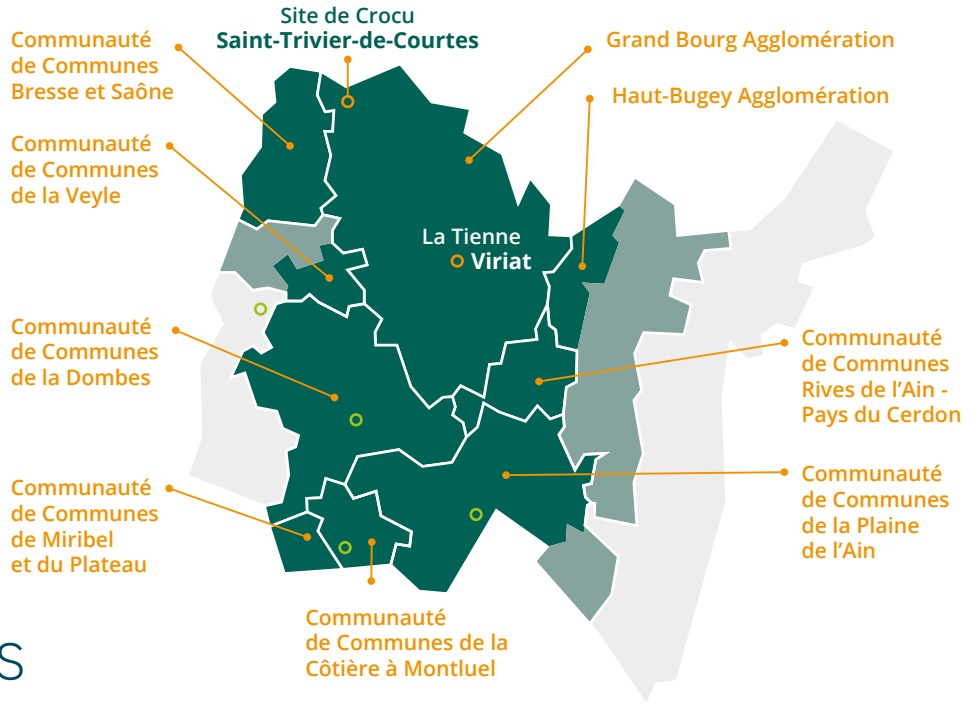 Site de Crocu
Saint-Trivier-de-Courtes
Communauté
de Communes
Bresse et Saône
Grand Bourg Agglomération
Haut-Bugey Agglomération
Communauté
de Communes
de la Veyle
La Tienne
Viriat
Communauté
de Communes
de la Dombes
Communauté
de Communes
Rives de l'Ain -
Pays du Cerdon
Communauté
de Communes
de Miribel
et du Plateau
Communauté
de Communes
de la Plaine
de l'Ain
Communauté
de Communes de la
Côtière à Montluel
S